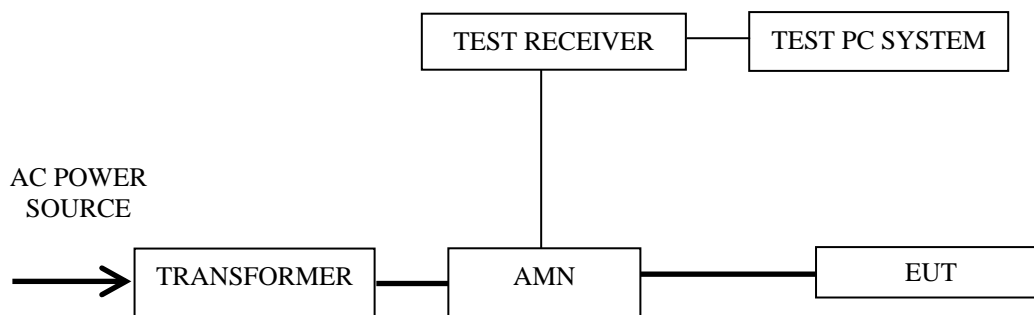 TEST RECEIVER
TEST PC SYSTEM
AC POWER
SOURCE
TRANSFORMER
AMN
EUT